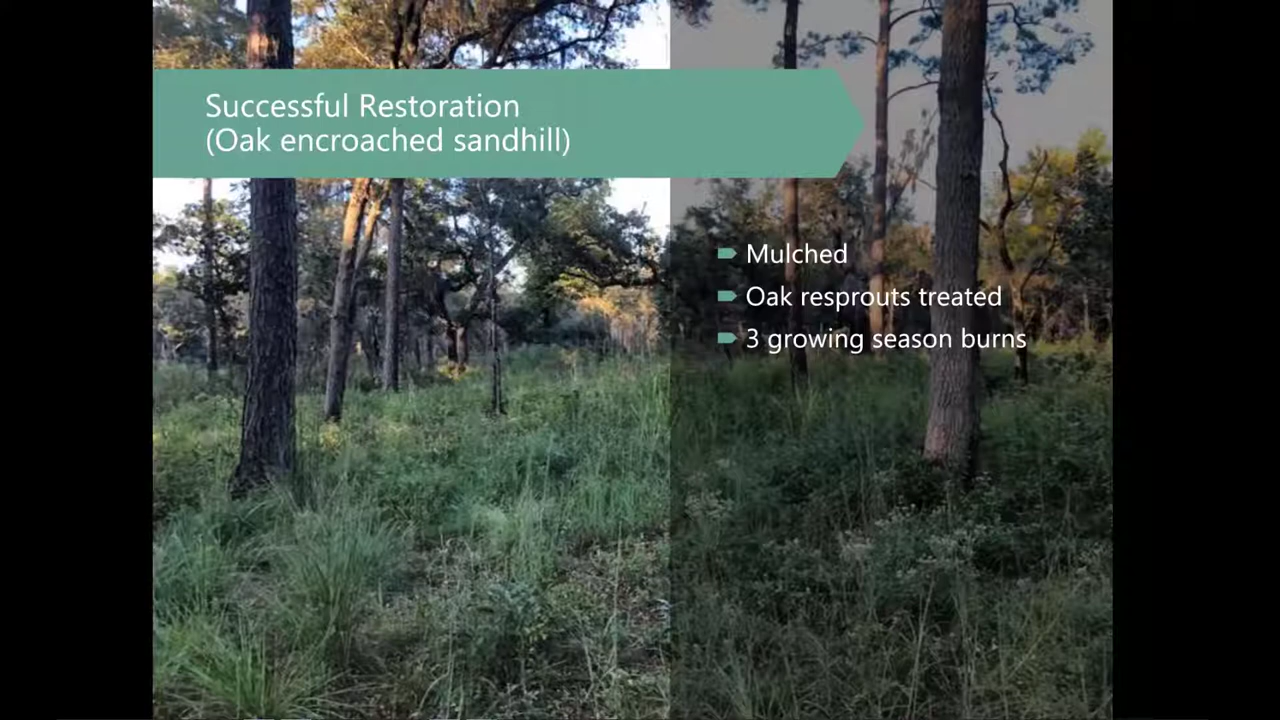 Successful Restoration
(Oak encroached sandhill)
Mulched
Oak resprouts treated
3 growing season burns